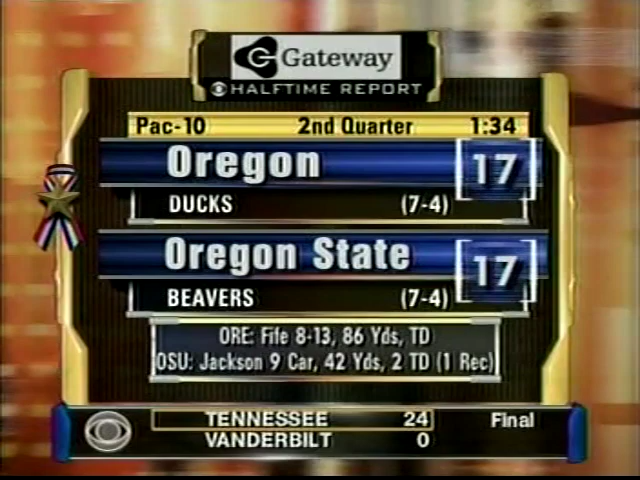 Gateway
HALFTIME REPORT
Pac-10 2nd Quarter 1:34
Oregon 17
DUCKS (7-4)
Oregon State 17
BEAVERS (7-4)
ORE: Fife 8-13, 86 Yds, TD
OSU: Jackson 9 Car, 42 Yds, 2 TD (1 Rec)
TENNESSEE 24 Final
VANDERBILT 0